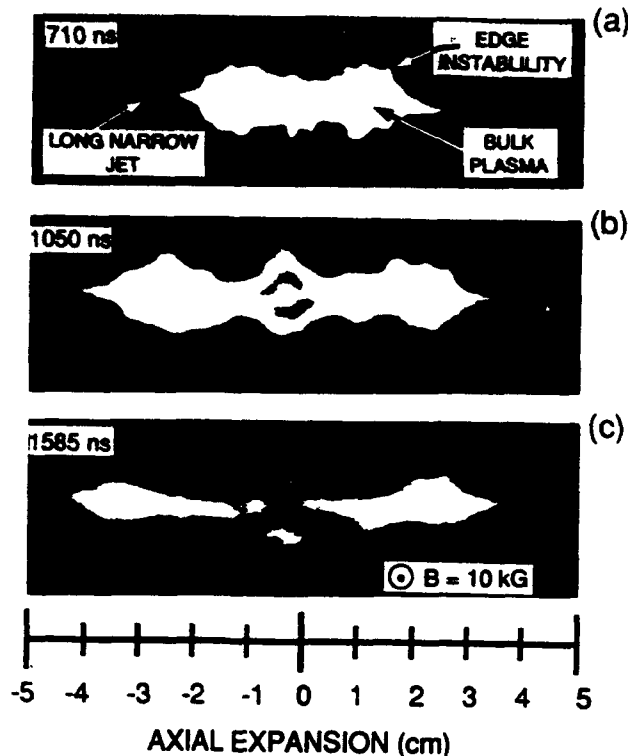 (a)
710 ns
EDGE
INSTABLILITY
LONG NARROW
JET
BULK
PLASMA
(b)
1050 ns
(c)
1585 ns
B = 10 kG
-5 -4 -3 -2 -1 0 1 2 3 4 5
AXIAL EXPANSION (cm)